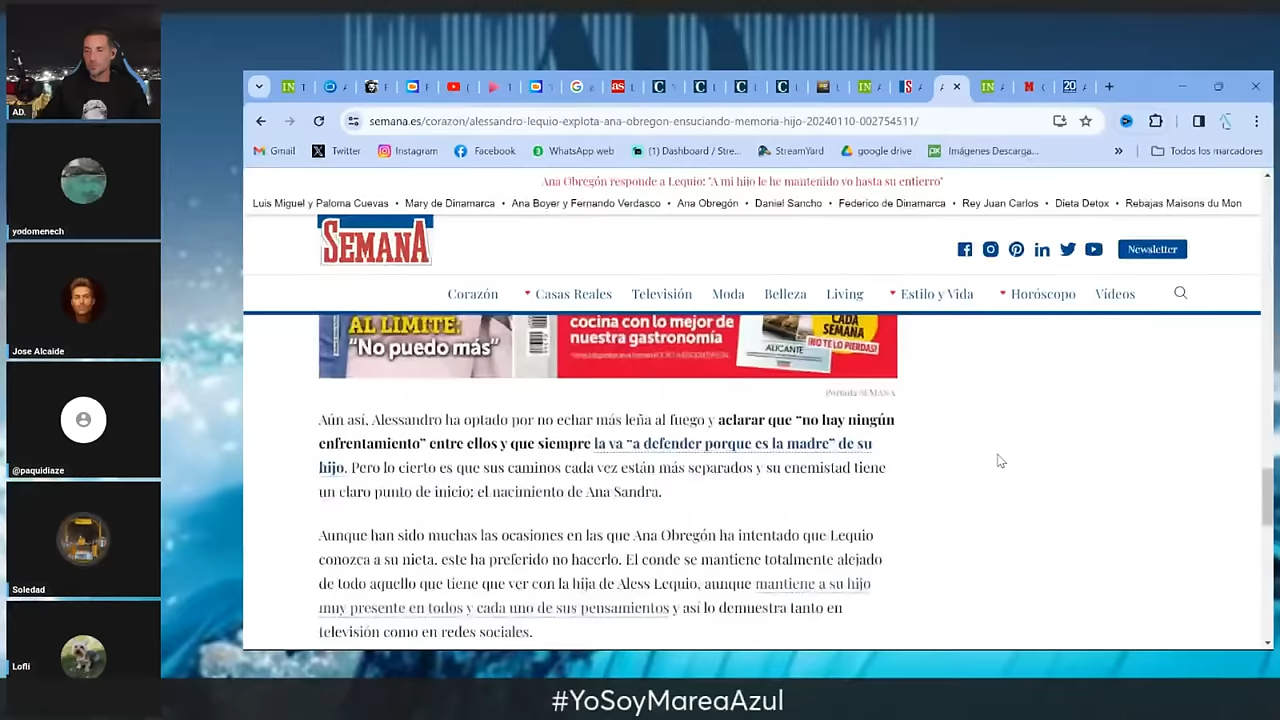 AD.
yodomenech
Jose Alcaide
@paquidiaze
Soledad
Lofli
semana.es/corazon/alessandro-lequio-explota-ana-obregon-ensuciando-memoria-hijo-20240110-002754511/
Gmail Twitter Instagram Facebook WhatsApp web (1) Dashboard / Stre... StreamYard google drive Imágenes Descarga... » Todos los marcadores
Ana Obregón responde a Lequio: "A mi hijo le he mantenido yo hasta su entierro"
Luis Miguel y Paloma Cuevas • Mary de Dinamarca • Ana Boyer y Fernando Verdasco • Ana Obregón • Daniel Sancho • Federico de Dinamarca • Rey Juan Carlos • Dieta Detox • Rebajas Maisons du Mon
SEMANA
Newsletter
Corazón Casas Reales Televisión Moda Belleza Living Estilo y Vida Horóscopo Vídeos
AL LÍMITE:
“No puedo más”
cocina con lo mejor de
nuestra gastronomía
CADA
SEMANA
¡NO TE LO PIERDAS!
ALICANTE
Portada SEMANA
Aún así, Alessandro ha optado por no echar más leña al fuego y aclarar que “no hay ningún
enfrentamiento” entre ellos y que siempre la va “a defender porque es la madre” de su
hijo. Pero lo cierto es que sus caminos cada vez están más separados y su enemistad tiene
un claro punto de inicio: el nacimiento de Ana Sandra.
Aunque han sido muchas las ocasiones en las que Ana Obregón ha intentado que Lequio
conozca a su nieta, este ha preferido no hacerlo. El conde se mantiene totalmente alejado
de todo aquello que tiene que ver con la hija de Aless Lequio, aunque mantiene a su hijo
muy presente en todos y cada uno de sus pensamientos y así lo demuestra tanto en
televisión como en redes sociales.
#YoSoyMareaAzul